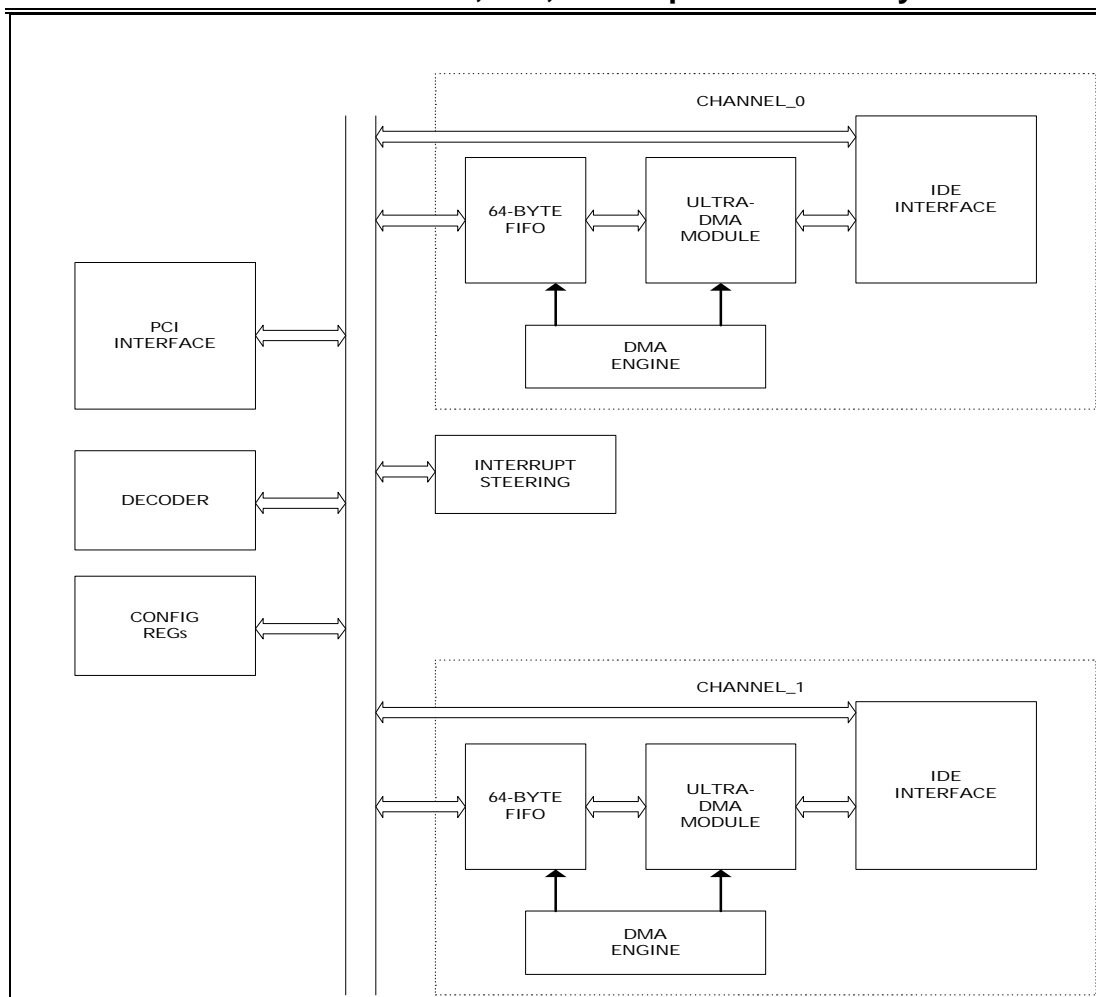 CHANNEL_0
64-BYTE
FIFO
ULTRA-
DMA
MODULE
IDE
INTERFACE
DMA
ENGINE
PCI
INTERFACE
INTERRUPT
STEERING
DECODER
CONFIG
REGs
CHANNEL_1
64-BYTE
FIFO
ULTRA-
DMA
MODULE
IDE
INTERFACE
DMA
ENGINE